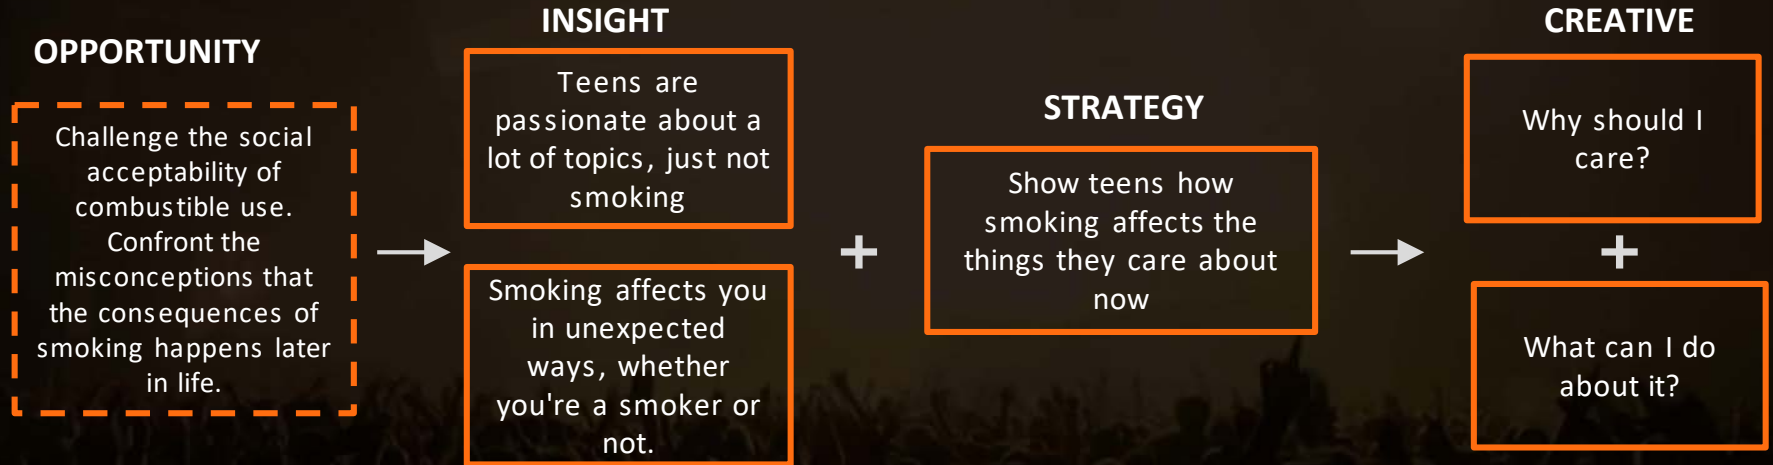 OPPORTUNITY
Challenge the social
acceptability of
combustible use.
Confront the
misconceptions that
the consequences of
smoking happens later
in life.
INSIGHT
Teens are
passionate about a
lot of topics, just not
smoking
Smoking affects you
in unexpected
ways, whether
you're a smoker or
not.
+
STRATEGY
Show teens how
smoking affects the
things they care about
now
CREATIVE
Why should I
care?
+
What can I do
about it?